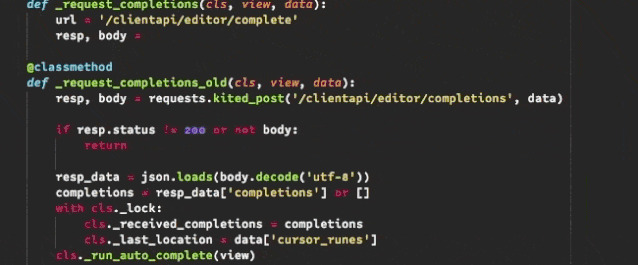 def _request_completions(cls, view, data):
url = '/clientapi/editor/complete'
resp, body =
@classmethod
def _request_completions_old(cls, view, data):
resp, body = requests.kited_post('/clientapi/editor/completions', data)
if resp.status != 200 or not body:
return
resp_data = json.loads(body.decode('utf-8'))
completions = resp_data['completions'] or []
with cls._lock:
cls._received_completions = completions
cls._last_location = data['cursor_runes']
cls._run_auto_complete(view)